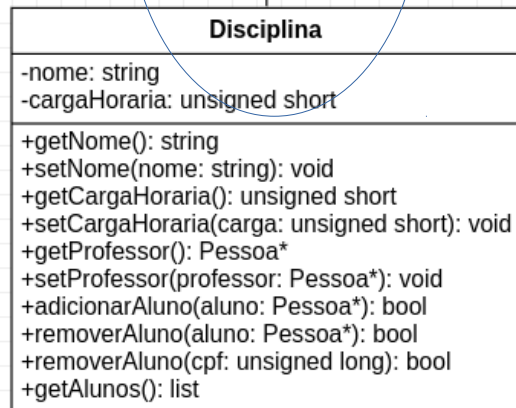 Disciplina
-nome: string
-cargaHoraria: unsigned short
+getNome(): string
+setNome(nome: string): void
+getCargaHoraria(): unsigned short
+setCargaHoraria(carga: unsigned short): void
+getProfessor(): Pessoa*
+setProfessor(professor: Pessoa*): void
+adicionarAluno(aluno: Pessoa*): bool
+removerAluno(aluno: Pessoa*): bool
+removerAluno(cpf: unsigned long): bool
+getAlunos(): list